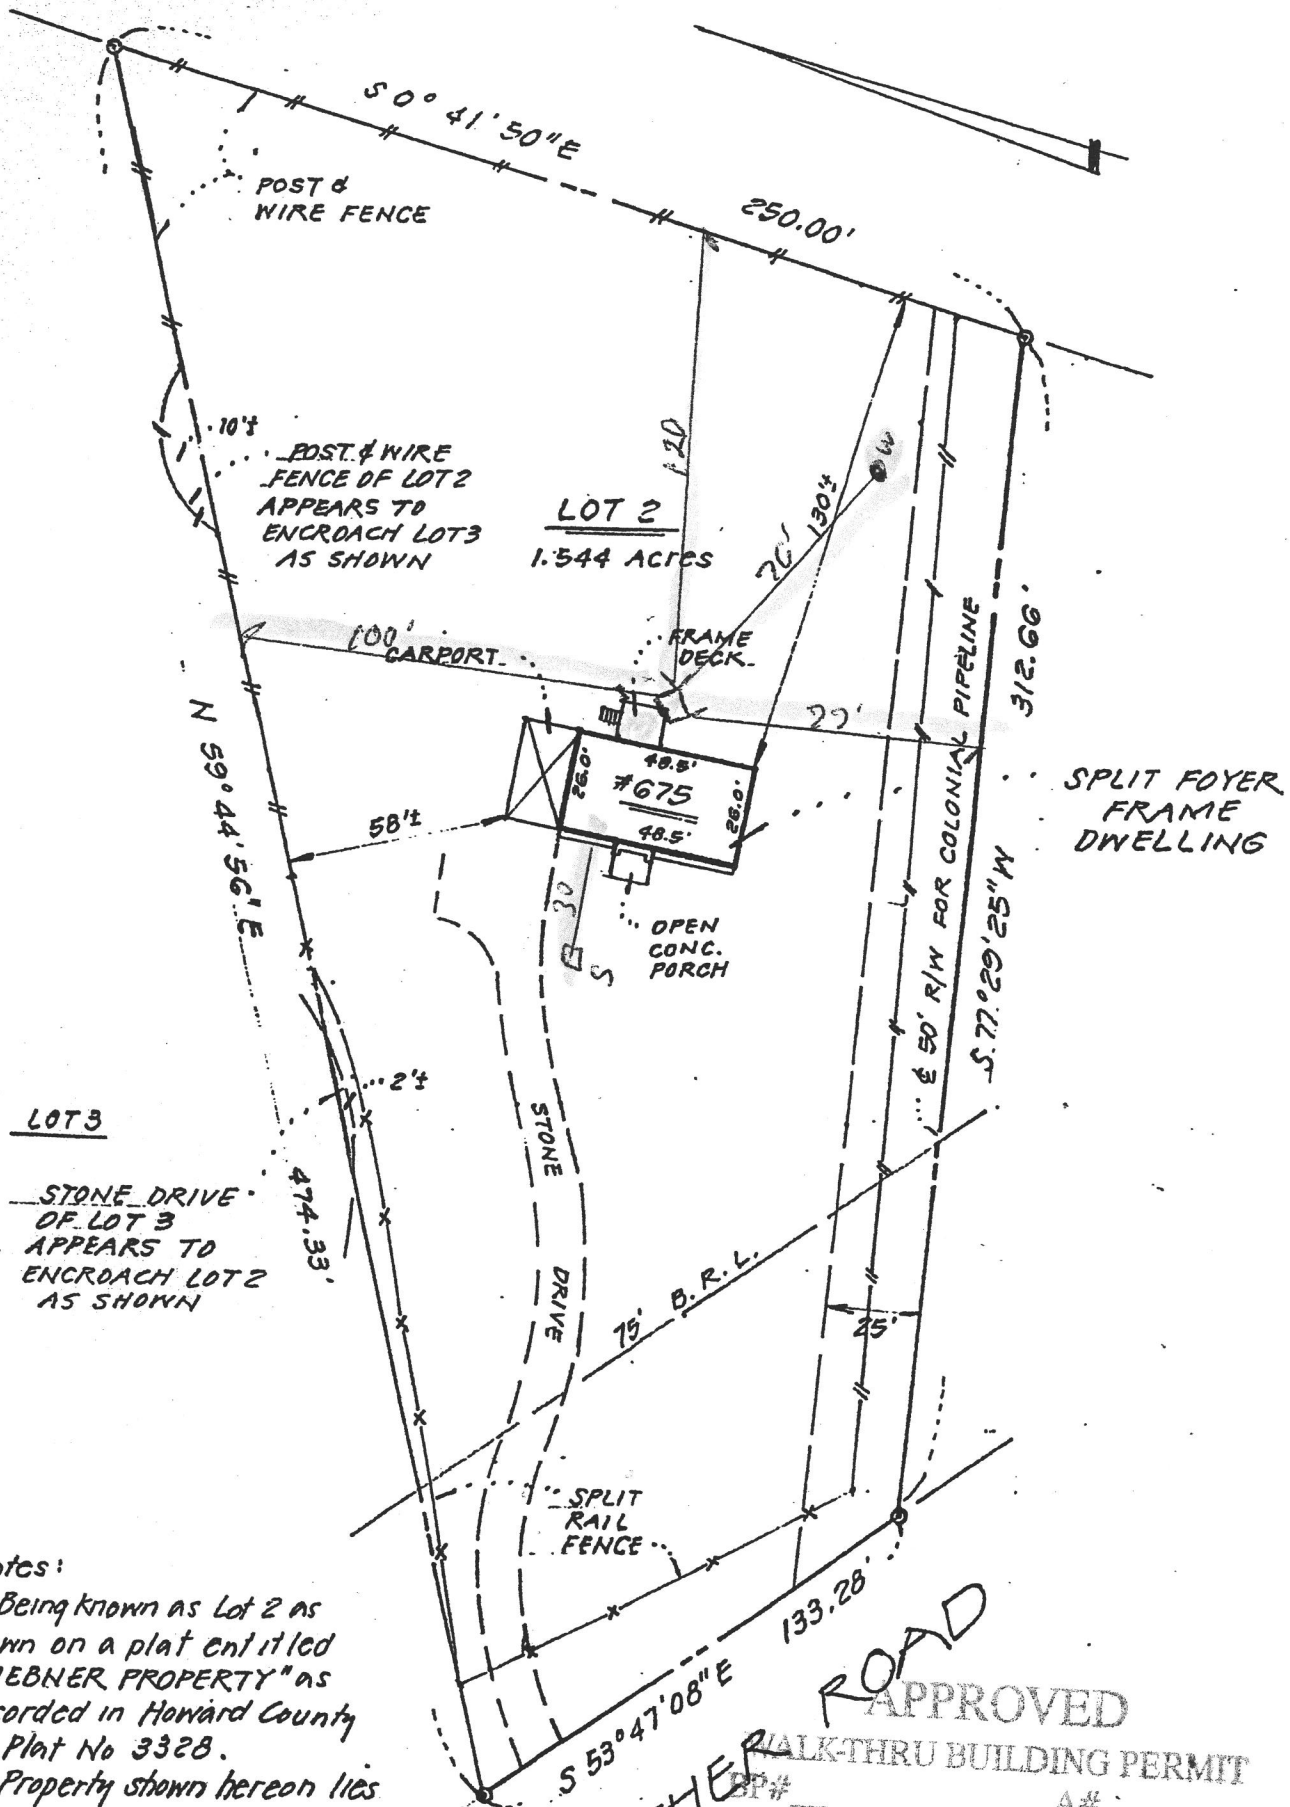 S 0° 41' 50" E
250.00'
POST &
WIRE FENCE
10'±
POST & WIRE
FENCE OF LOT 2
APPEARS TO
ENCROACH LOT 3
AS SHOWN
LOT 2
1.544 Acres
120
W
130'±
100'
CARPORT
FRAME
DECK
48.5'
26.0'
#675
26.0'
48.5'
58'±
30
S
OPEN
CONC.
PORCH
SPLIT FOYER
FRAME
DWELLING
312.66'
S 77° 29' 25" W
50' R/W FOR COLONIAL PIPELINE
N 59° 44' 56" E
474.33'
2'±
LOT 3
STONE DRIVE
OF LOT 3
APPEARS TO
ENCROACH LOT 2
AS SHOWN
STONE
DRIVE
75' B.R.L.
25'
SPLIT
RAIL
FENCE
133.28'
S 53° 47' 08" E
ROAD
otes:
Being known as Lot 2 as
wn on a plat entitled
EBNER PROPERTY" as
corded in Howard County
Plat No 3328.
Property shown hereon lies
APPROVED
WALK-THRU BUILDING PERMIT
BP#
A#